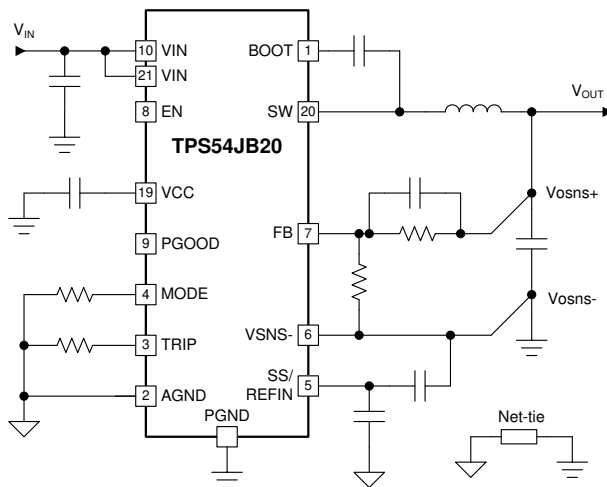 VIN
10 VIN
21 VIN
8 EN
TPS54JB20
19 VCC
9 PGOOD
4 MODE
3 TRIP
2 AGND
PGND
BOOT 1
SW 20
VOUT
Vosns+
FB 7
Vosns-
VSNS- 6
SS/
REFIN 5
Net-tie